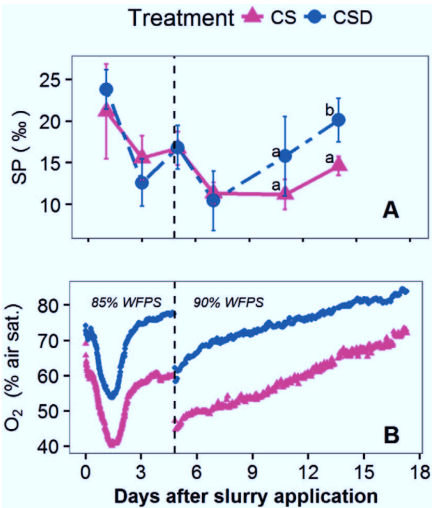 Treatment CS CSD
25
20
15
10
SP (‰)
a
b
a
a
A
85% WFPS 90% WFPS
80
70
60
50
40
O₂ (% air sat.)
B
0 3 6 9 12 15 18
Days after slurry application